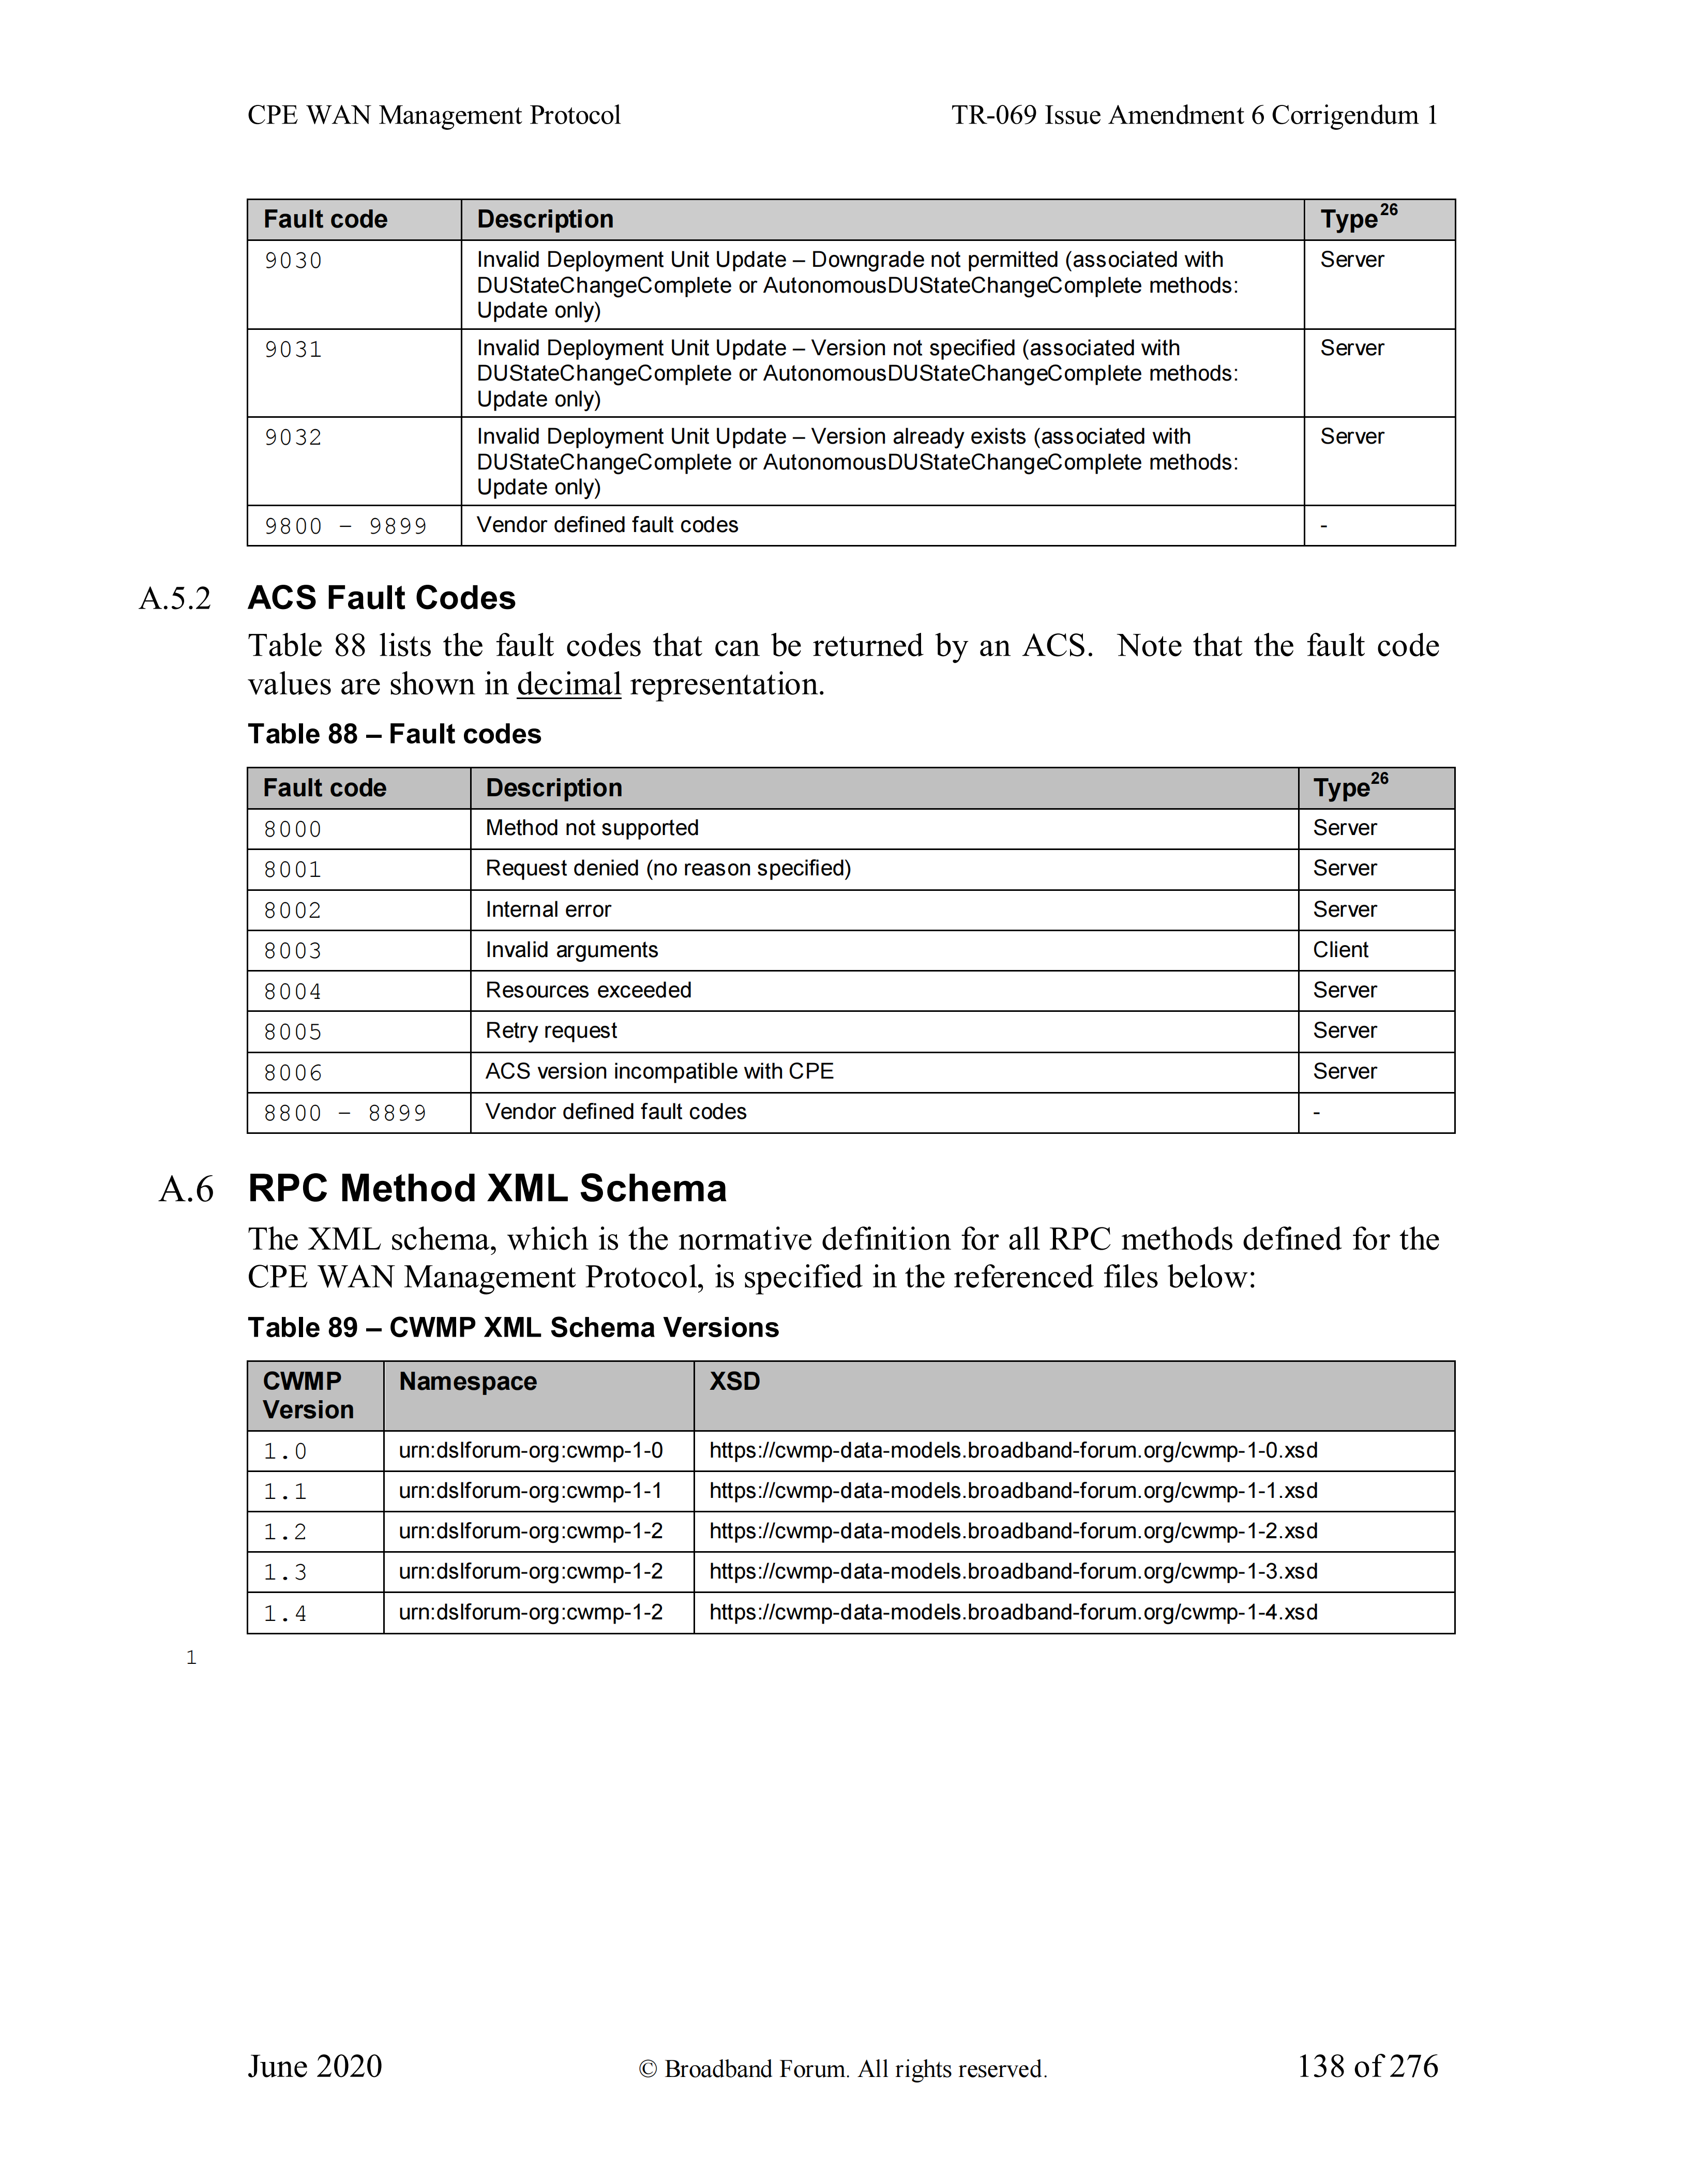 CPE WAN Management Protocol TR-069 Issue Amendment 6 Corrigendum 1
Fault code Description Type26
9030 Invalid Deployment Unit Update – Downgrade not permitted (associated with Server
DUStateChangeComplete or AutonomousDUStateChangeComplete methods:
Update only)
9031 Invalid Deployment Unit Update – Version not specified (associated with Server
DUStateChangeComplete or AutonomousDUStateChangeComplete methods:
Update only)
9032 Invalid Deployment Unit Update – Version already exists (associated with Server
DUStateChangeComplete or AutonomousDUStateChangeComplete methods:
Update only)
9800 – 9899 Vendor defined fault codes -
A.5.2 ACS Fault Codes
Table 88 lists the fault codes that can be returned by an ACS. Note that the fault code
values are shown in decimal representation.
Table 88 – Fault codes
Fault code Description Type26
8000 Method not supported Server
8001 Request denied (no reason specified) Server
8002 Internal error Server
8003 Invalid arguments Client
8004 Resources exceeded Server
8005 Retry request Server
8006 ACS version incompatible with CPE Server
8800 – 8899 Vendor defined fault codes -
A.6 RPC Method XML Schema
The XML schema, which is the normative definition for all RPC methods defined for the
CPE WAN Management Protocol, is specified in the referenced files below:
Table 89 – CWMP XML Schema Versions
CWMP Namespace XSD
Version
1.0 urn:dslforum-org:cwmp-1-0 https://cwmp-data-models.broadband-forum.org/cwmp-1-0.xsd
1.1 urn:dslforum-org:cwmp-1-1 https://cwmp-data-models.broadband-forum.org/cwmp-1-1.xsd
1.2 urn:dslforum-org:cwmp-1-2 https://cwmp-data-models.broadband-forum.org/cwmp-1-2.xsd
1.3 urn:dslforum-org:cwmp-1-2 https://cwmp-data-models.broadband-forum.org/cwmp-1-3.xsd
1.4 urn:dslforum-org:cwmp-1-2 https://cwmp-data-models.broadband-forum.org/cwmp-1-4.xsd
1
June 2020 © Broadband Forum. All rights reserved. 138 of 276